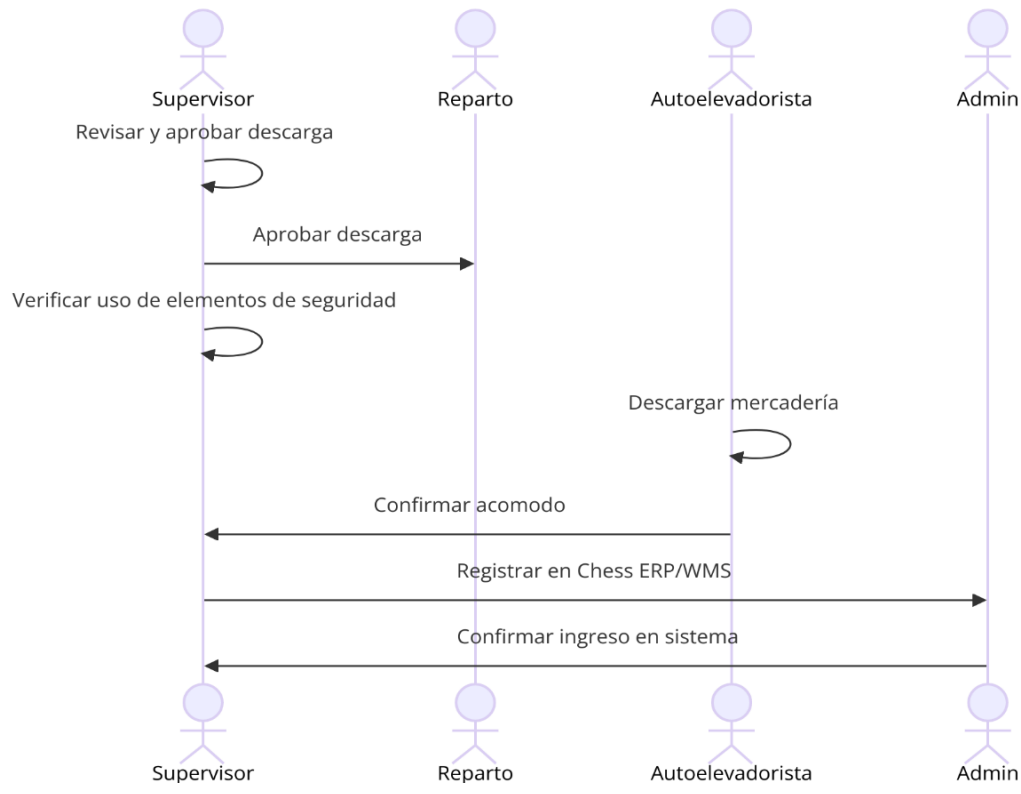 Supervisor
Reparto
Autoelevadorista
Admin
Revisar y aprobar descarga
Aprobar descarga
Verificar uso de elementos de seguridad
Descargar mercadería
Confirmar acomodo
Registrar en Chess ERP/WMS
Confirmar ingreso en sistema
Supervisor
Reparto
Autoelevadorista
Admin